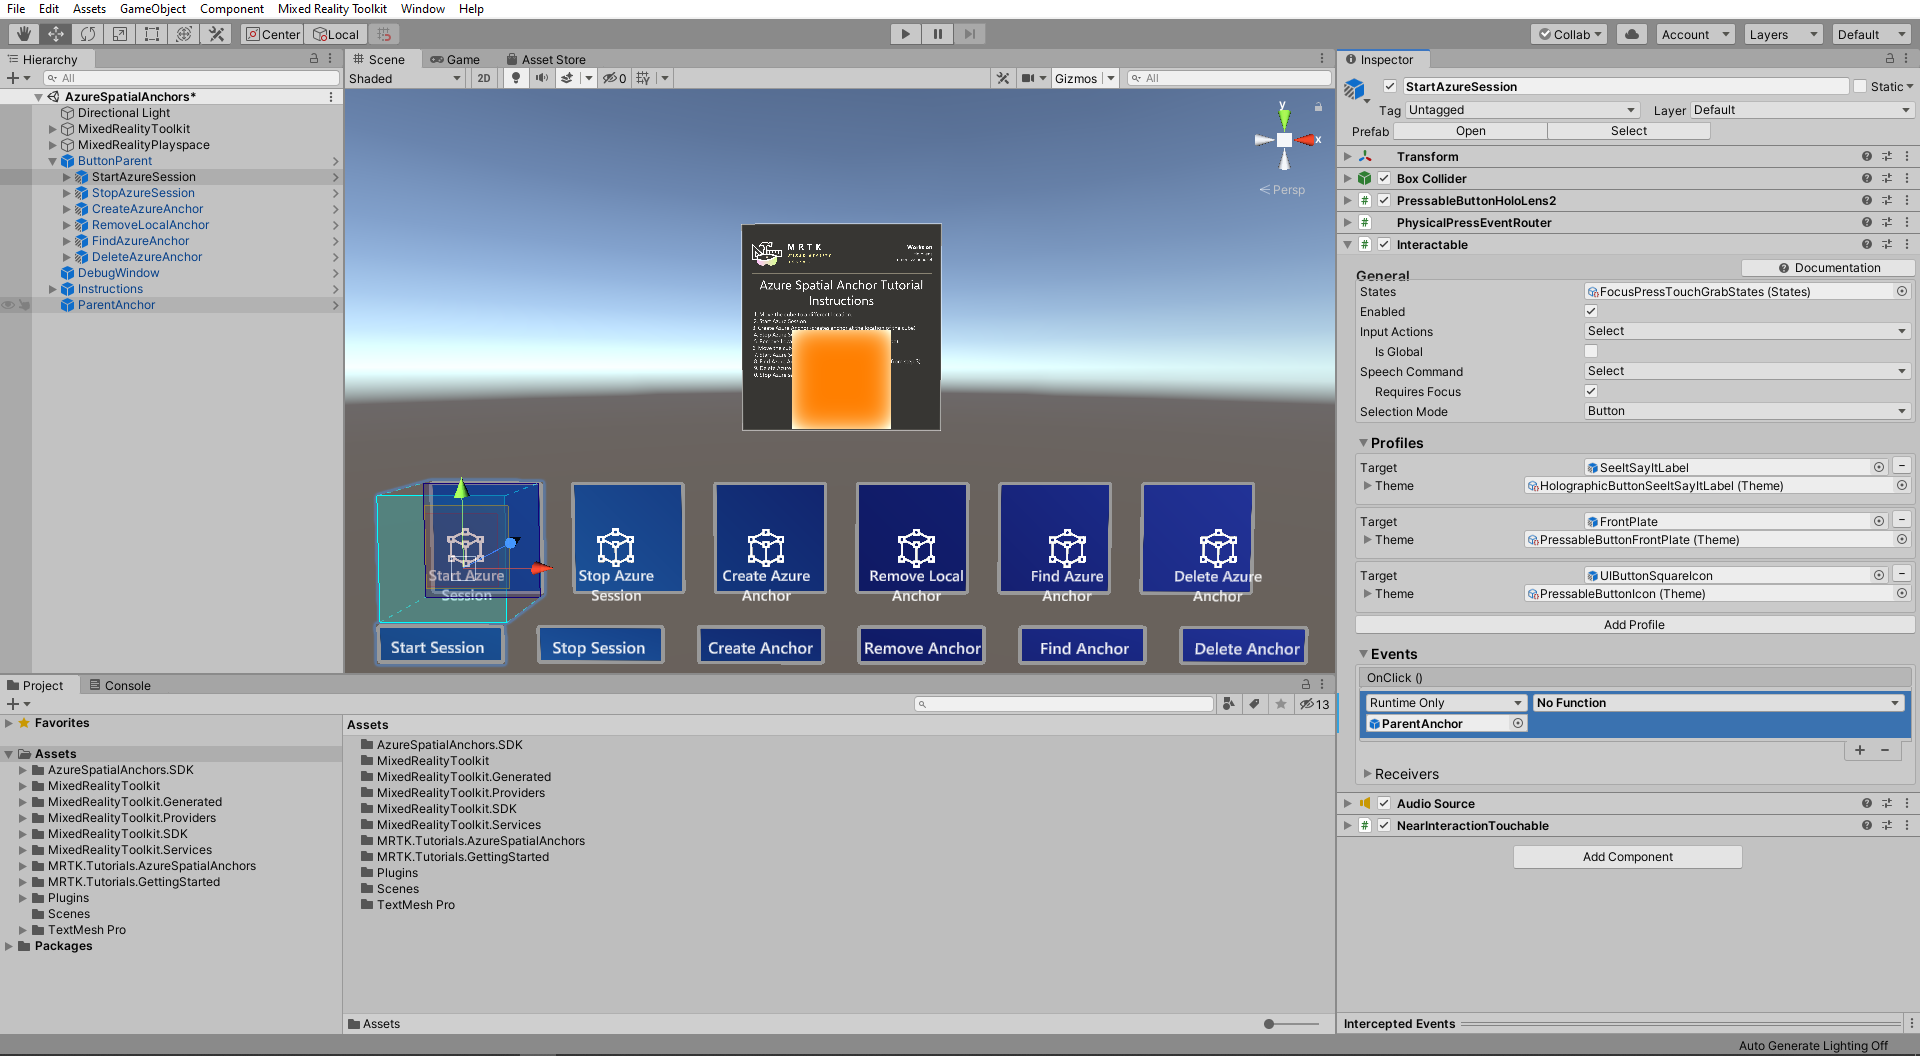 File Edit Assets GameObject Component Mixed Reality Toolkit Window Help
Center Local
Collab Account Layers Default
Hierarchy
All
AzureSpatialAnchors*
Directional Light
MixedRealityToolkit
MixedRealityPlayspace
ButtonParent
StartAzureSession
StopAzureSession
CreateAzureAnchor
RemoveLocalAnchor
FindAzureAnchor
DeleteAzureAnchor
DebugWindow
Instructions
ParentAnchor
Scene Game Asset Store
Shaded 2D 0 Gizmos All
y
x
Persp
MRTK
Azure Spatial Anchor Tutorial
Instructions
Start Azure
Session
Stop Azure
Session
Create Azure
Anchor
Remove Local
Anchor
Find Azure
Anchor
Delete Azure
Anchor
Start Session
Stop Session
Create Anchor
Remove Anchor
Find Anchor
Delete Anchor
Project Console
13
Favorites
Assets
AzureSpatialAnchors.SDK
MixedRealityToolkit
MixedRealityToolkit.Generated
MixedRealityToolkit.Providers
MixedRealityToolkit.SDK
MixedRealityToolkit.Services
MRTK.Tutorials.AzureSpatialAnchors
MRTK.Tutorials.GettingStarted
Plugins
Scenes
TextMesh Pro
Packages
Assets
AzureSpatialAnchors.SDK
MixedRealityToolkit
MixedRealityToolkit.Generated
MixedRealityToolkit.Providers
MixedRealityToolkit.SDK
MixedRealityToolkit.Services
MRTK.Tutorials.AzureSpatialAnchors
MRTK.Tutorials.GettingStarted
Plugins
Scenes
TextMesh Pro
Assets
Inspector
StartAzureSession Static
Tag Untagged Layer Default
Prefab Open Select
Transform
Box Collider
PressableButtonHoloLens2
PhysicalPressEventRouter
Interactable
Documentation
General
States FocusPressTouchGrabStates (States)
Enabled
Input Actions Select
Is Global
Speech Command Select
Requires Focus
Selection Mode Button
Profiles
Target SeeItSayItLabel
Theme HolographicButtonSeeItSayItLabel (Theme)
Target FrontPlate
Theme PressableButtonFrontPlate (Theme)
Target UIButtonSquareIcon
Theme PressableButtonIcon (Theme)
Add Profile
Events
OnClick ()
Runtime Only No Function
ParentAnchor
Receivers
Audio Source
NearInteractionTouchable
Add Component
Intercepted Events
Auto Generate Lighting Off